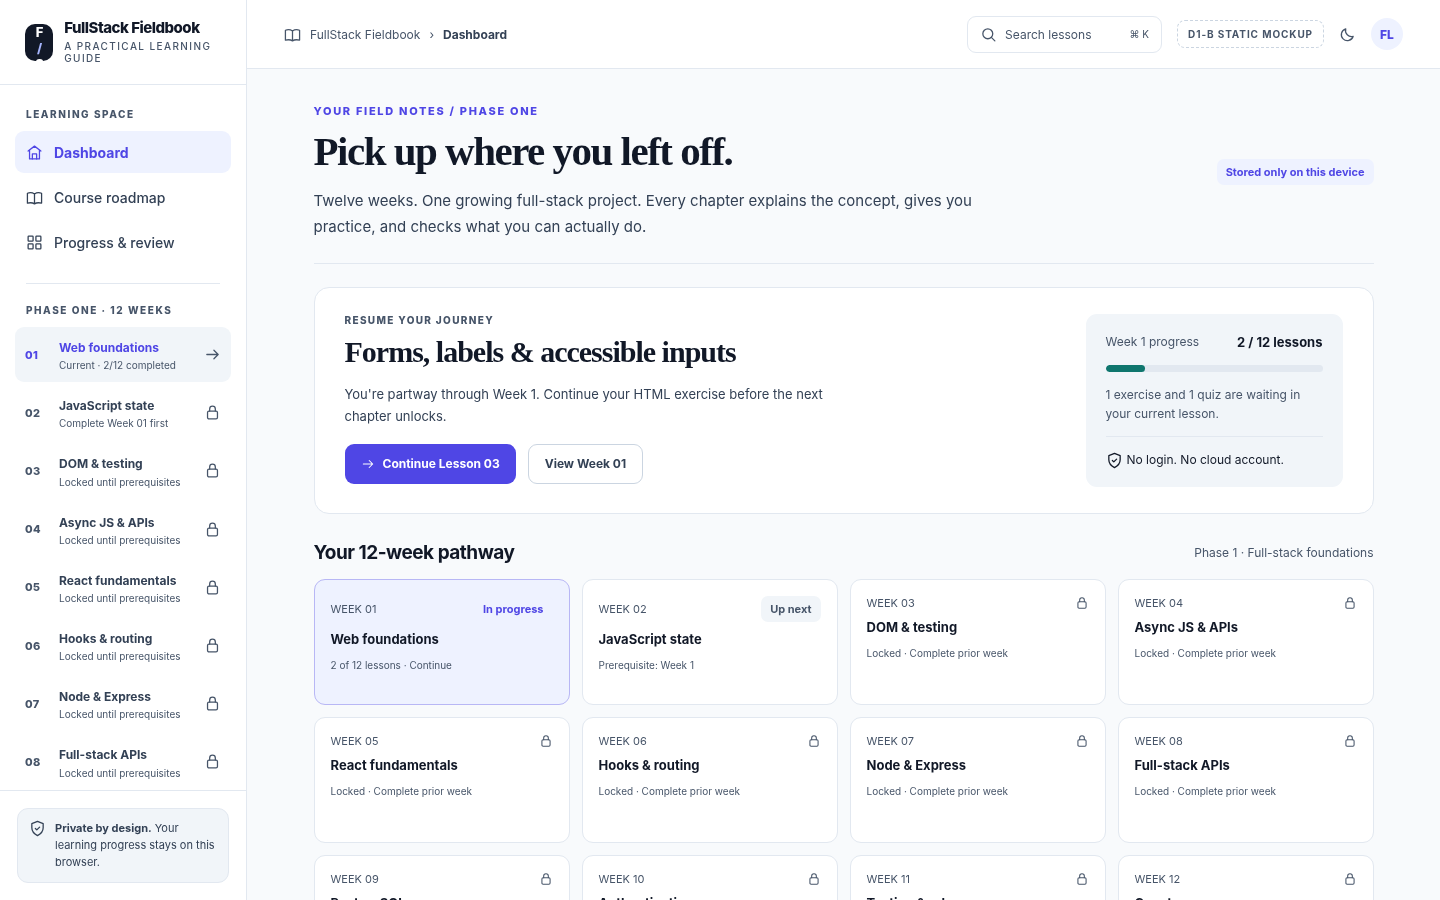 F
/
FullStack Fieldbook
A PRACTICAL LEARNING
GUIDE
LEARNING SPACE
Dashboard
Course roadmap
Progress & review
PHASE ONE · 12 WEEKS
01
Web foundations
Current · 2/12 completed
02
JavaScript state
Complete Week 01 first
03
DOM & testing
Locked until prerequisites
04
Async JS & APIs
Locked until prerequisites
05
React fundamentals
Locked until prerequisites
06
Hooks & routing
Locked until prerequisites
07
Node & Express
Locked until prerequisites
08
Full-stack APIs
Locked until prerequisites
Private by design. Your
learning progress stays on this
browser.
FullStack Fieldbook › Dashboard
Search lessons ⌘ K
D1-B STATIC MOCKUP
FL
YOUR FIELD NOTES / PHASE ONE
Pick up where you left off.
Twelve weeks. One growing full-stack project. Every chapter explains the concept, gives you
practice, and checks what you can actually do.
Stored only on this device
RESUME YOUR JOURNEY
Forms, labels & accessible inputs
You're partway through Week 1. Continue your HTML exercise before the next
chapter unlocks.
Continue Lesson 03
View Week 01
Week 1 progress 2 / 12 lessons
1 exercise and 1 quiz are waiting in
your current lesson.
No login. No cloud account.
Your 12-week pathway
Phase 1 · Full-stack foundations
WEEK 01 In progress
Web foundations
2 of 12 lessons · Continue
WEEK 02 Up next
JavaScript state
Prerequisite: Week 1
WEEK 03
DOM & testing
Locked · Complete prior week
WEEK 04
Async JS & APIs
Locked · Complete prior week
WEEK 05
React fundamentals
Locked · Complete prior week
WEEK 06
Hooks & routing
Locked · Complete prior week
WEEK 07
Node & Express
Locked · Complete prior week
WEEK 08
Full-stack APIs
Locked · Complete prior week
WEEK 09
WEEK 10
WEEK 11
WEEK 12